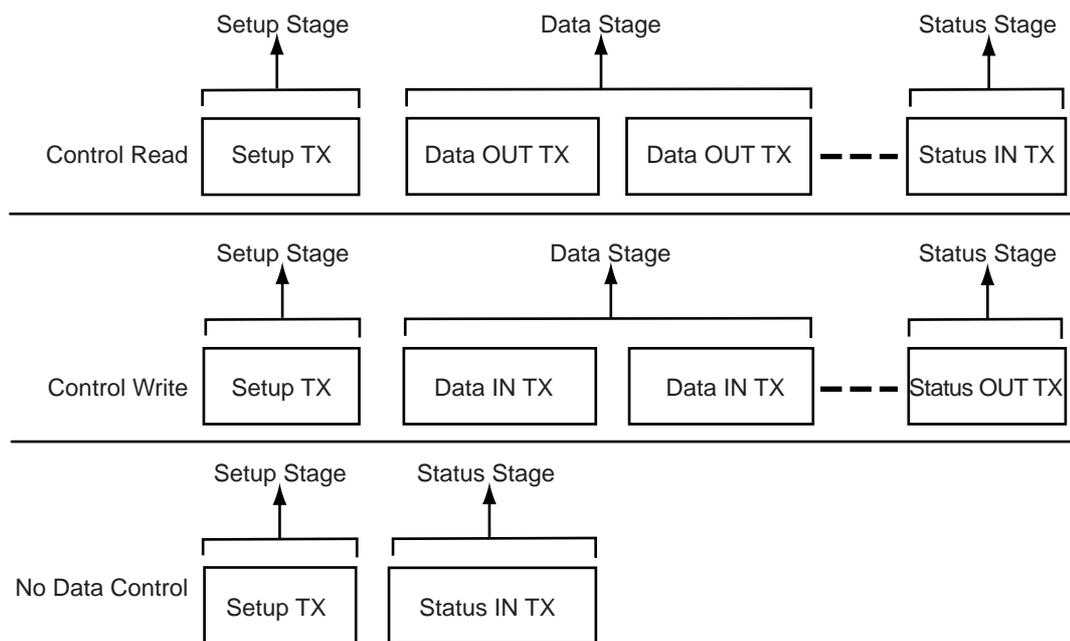 Setup Stage Data Stage Status Stage
Control Read Setup TX Data OUT TX Data OUT TX Status IN TX
Setup Stage Data Stage Status Stage
Control Write Setup TX Data IN TX Data IN TX Status OUT TX
Setup Stage Status Stage
No Data Control Setup TX Status IN TX